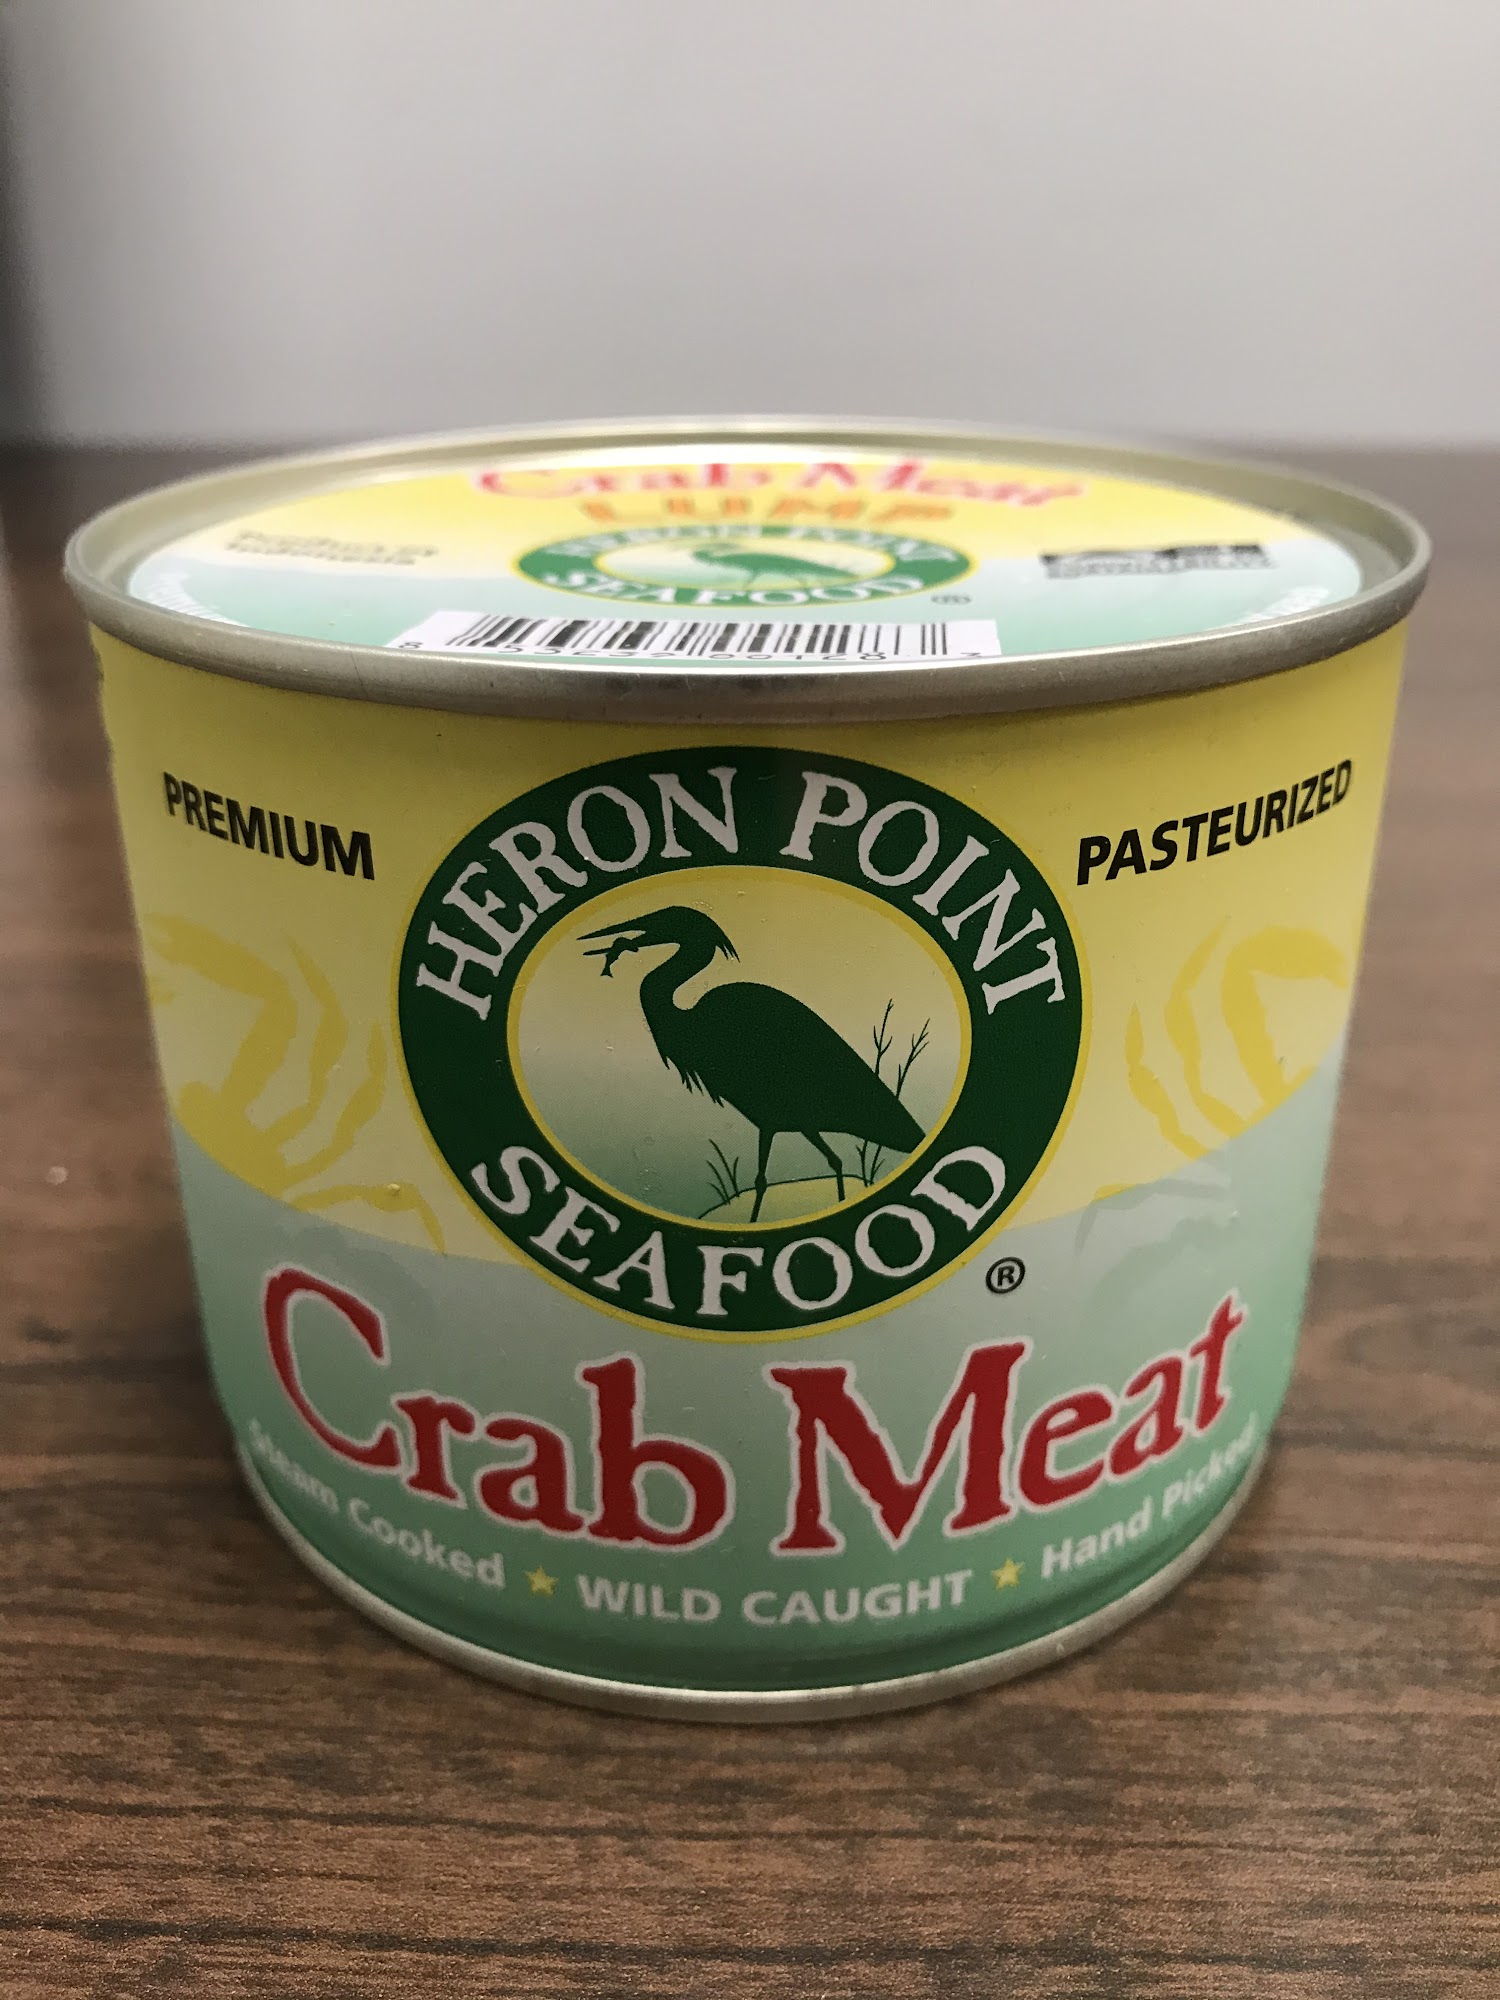 Crab Meat
LUMP
HERON POINT
SEAFOOD
®
PREMIUM
PASTEURIZED
HERON POINT
SEAFOOD
®
Crab Meat
Steam Cooked ★ WILD CAUGHT ★ Hand Picked